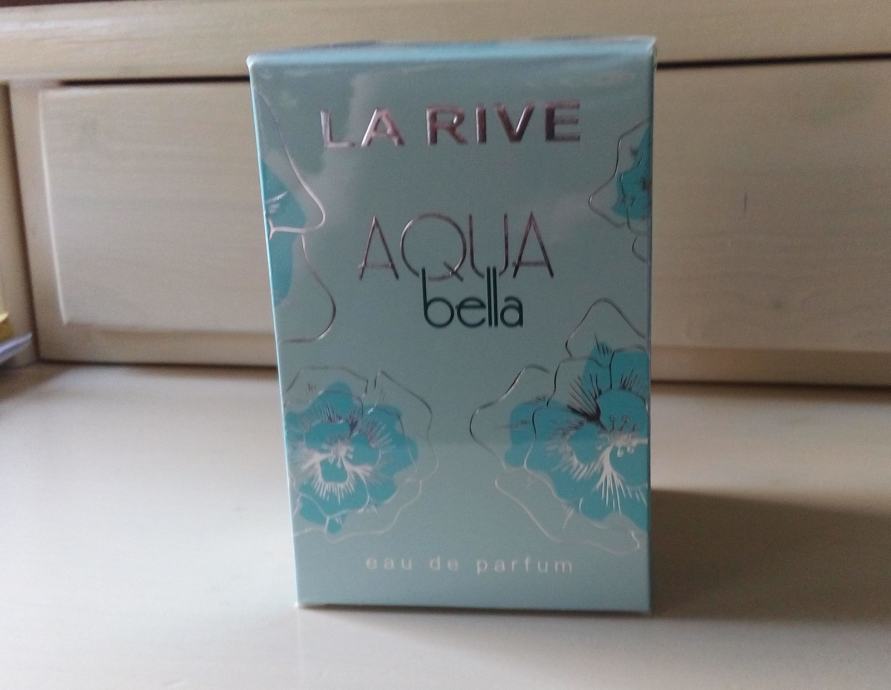 LA RIVE
AQUA
bella
eau de parfum